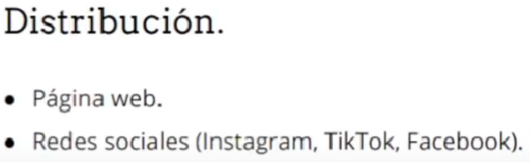 Distribución.
• Página web.
• Redes sociales (Instagram, TikTok, Facebook).